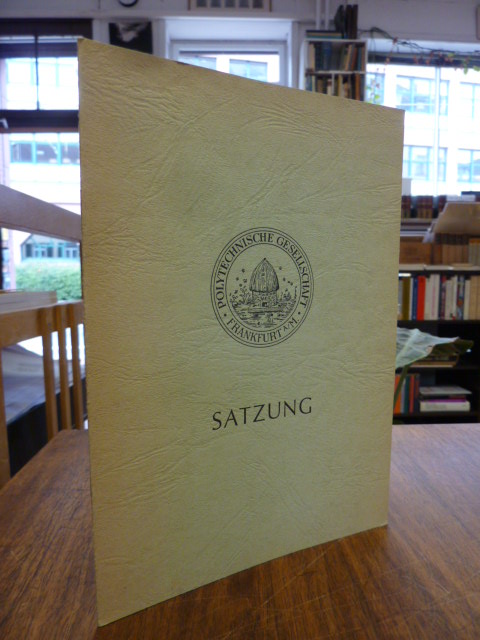 · POLYTECHNISCHE GESELLSCHAFT ·
FRANKFURT A/M.
SATZUNG